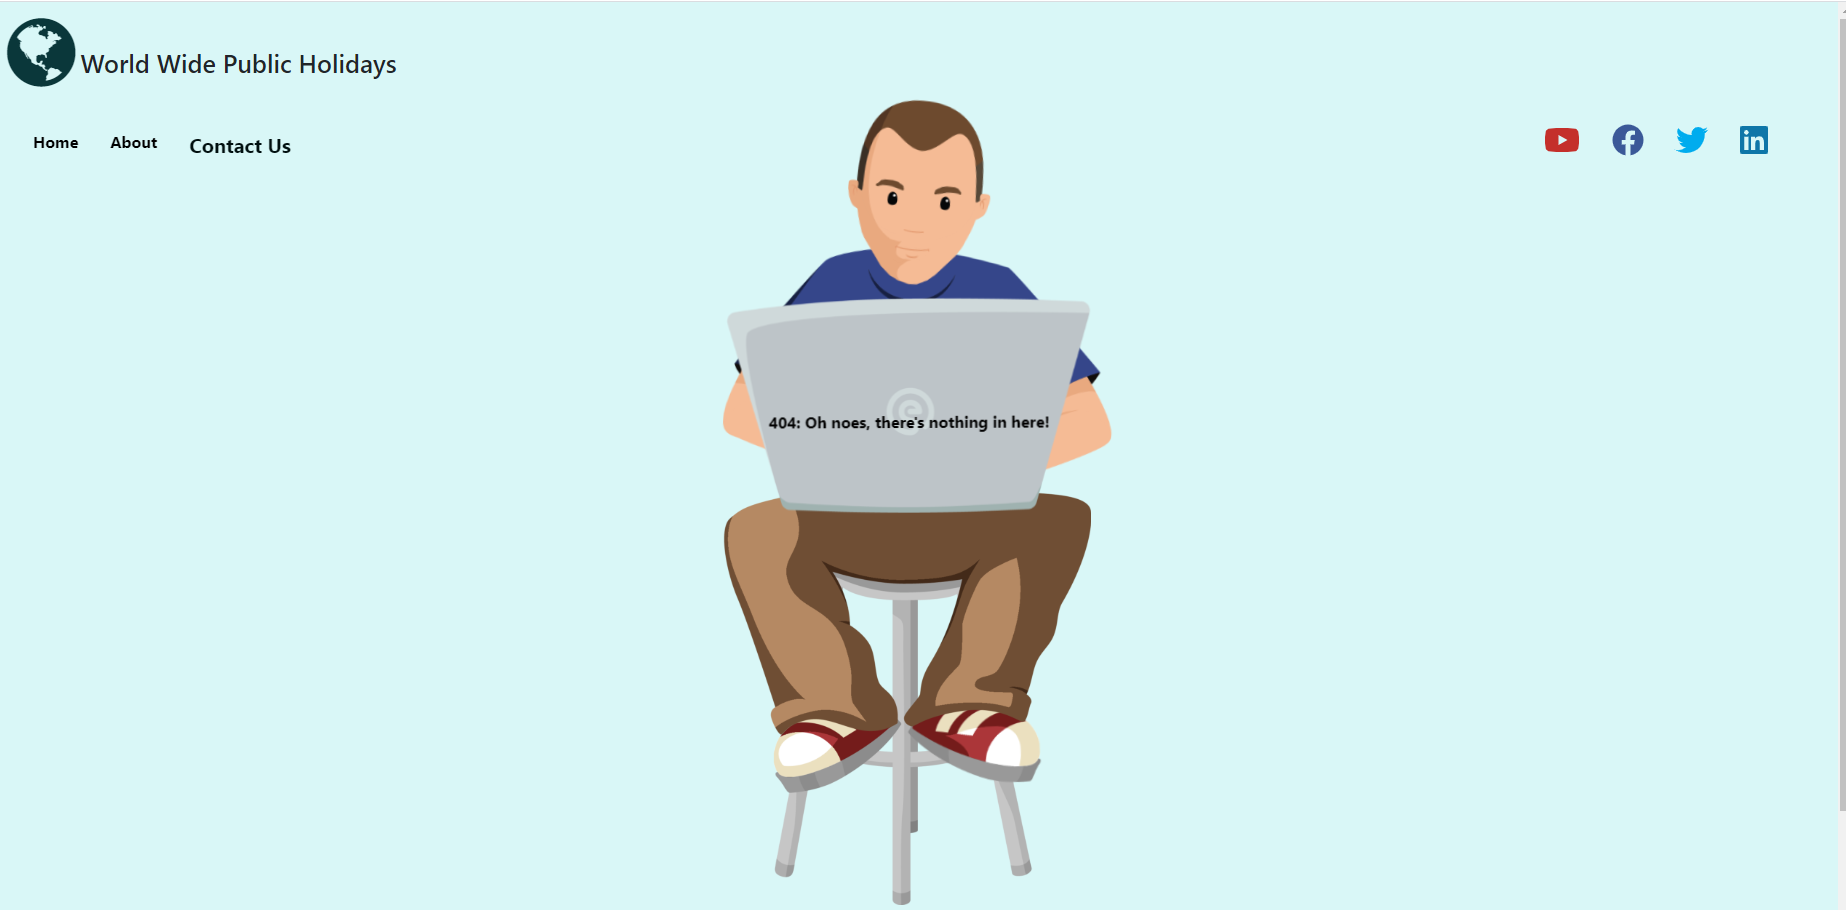 World Wide Public Holidays
Home About Contact Us
404: Oh noes, there's nothing in here!